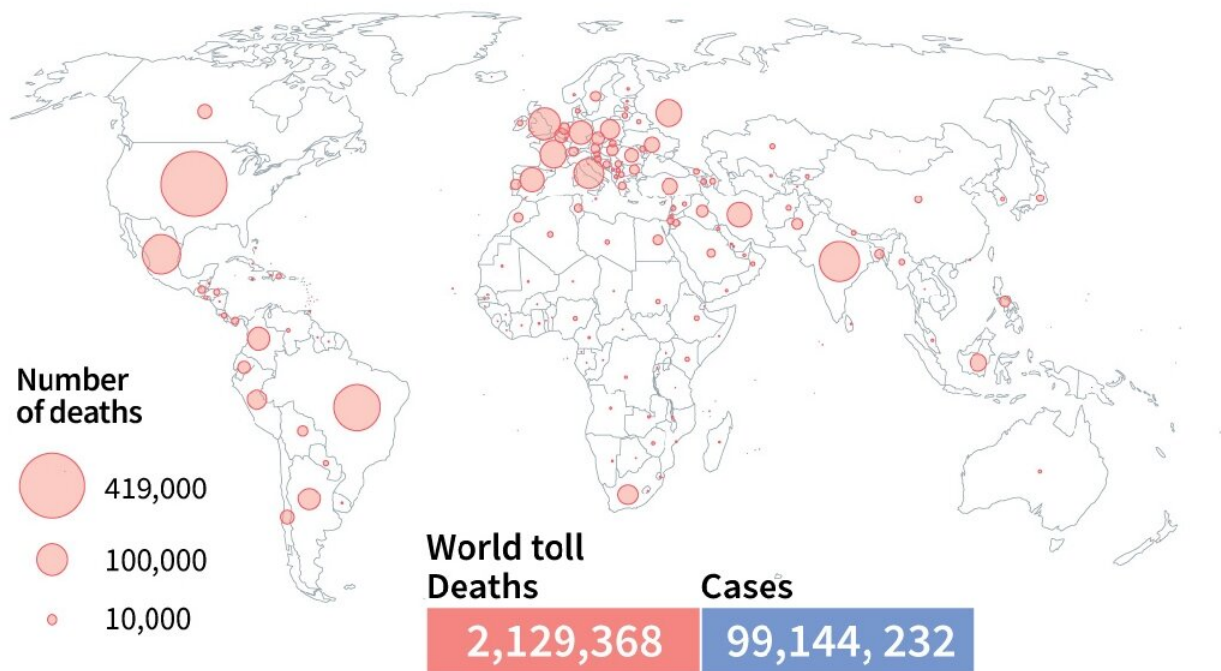 Number
of deaths
419,000
100,000
10,000
World toll
Deaths
Cases
2,129,368
99,144, 232